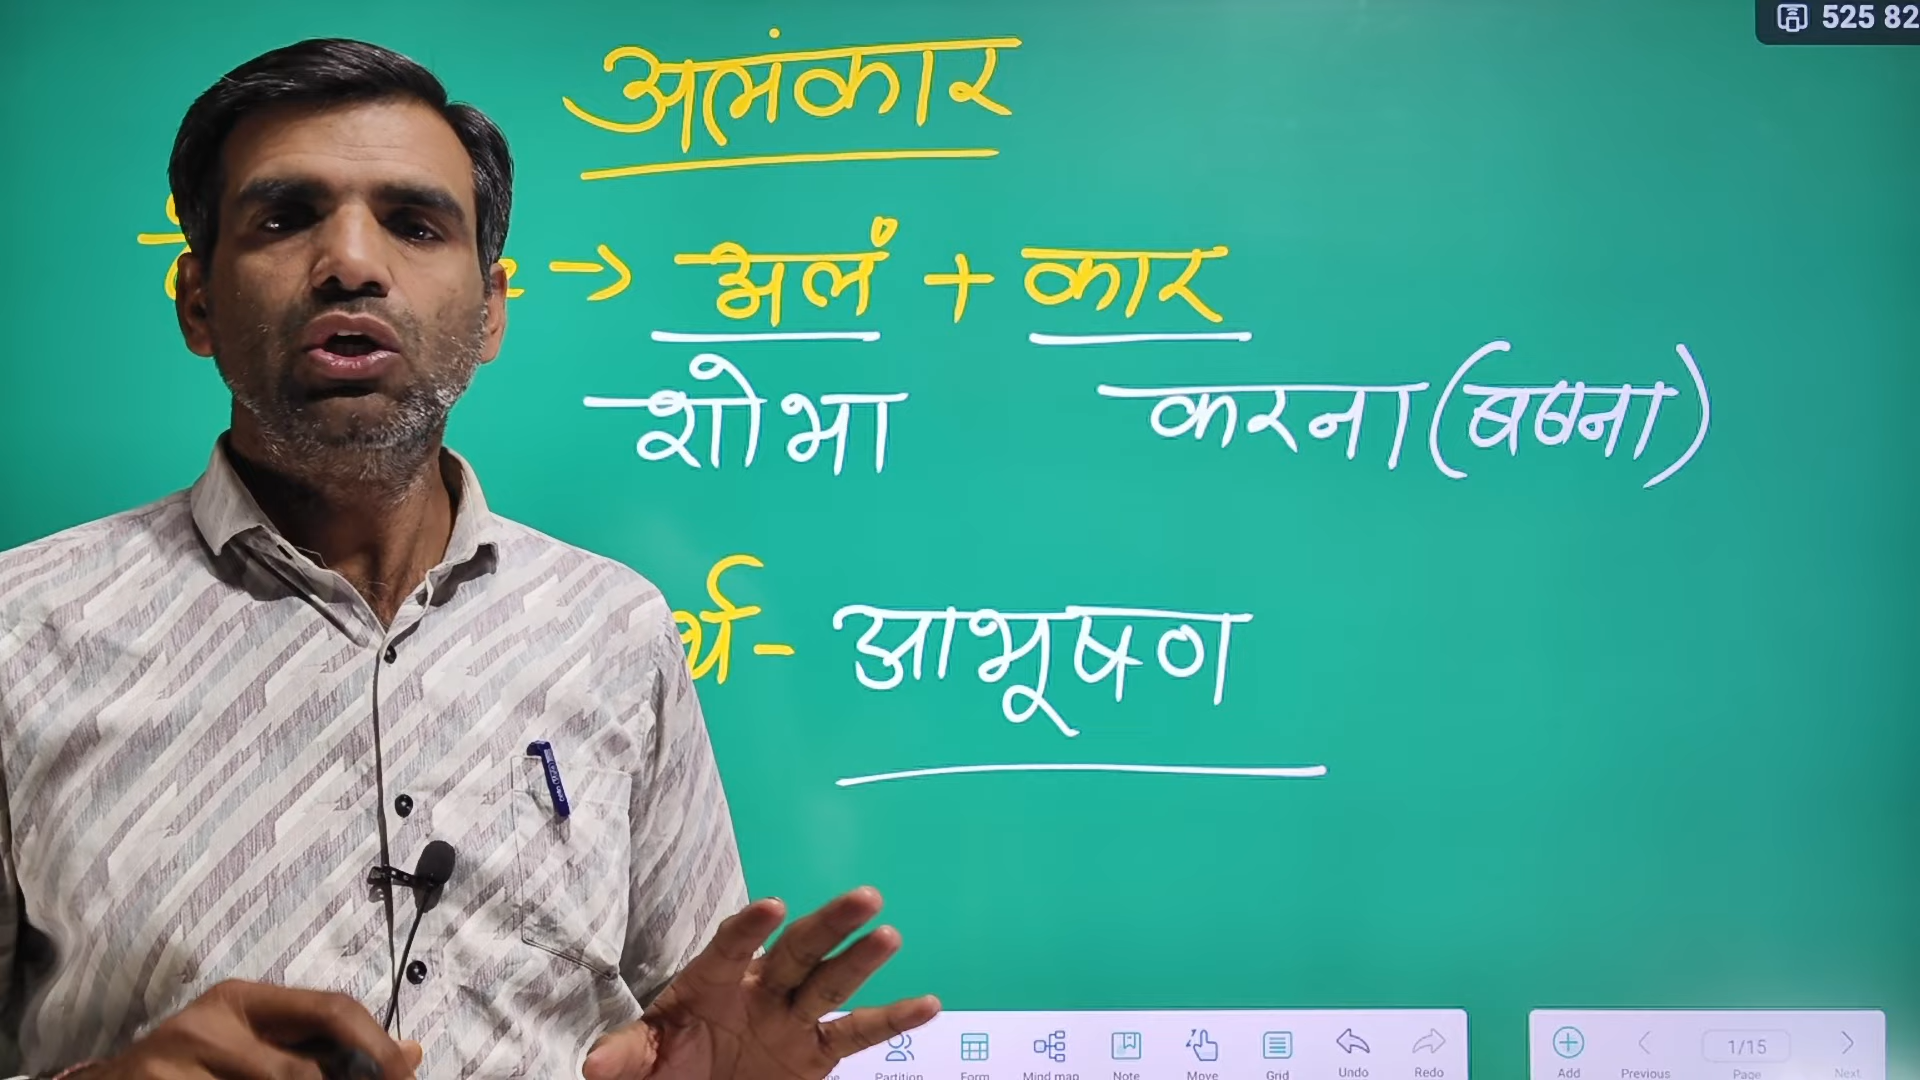 525 82
अलंकार
→ अलं + कार
शोभा करना (बनना)
र्थ - आभूषण
Partition Form Mind map Note Move Grid Undo Redo Add Previous 1/15 Page Next